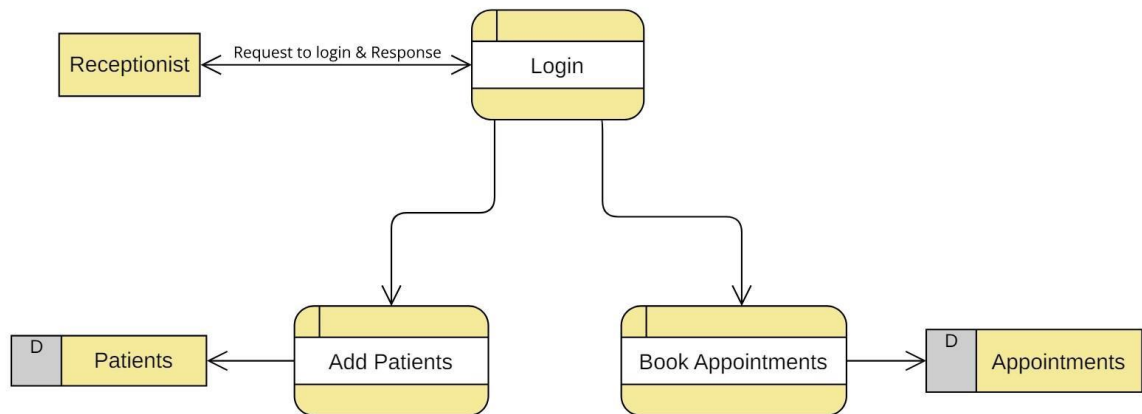 Request to login & Response
Receptionist
Login
D
Patients
Add Patients
Book Appointments
D
Appointments